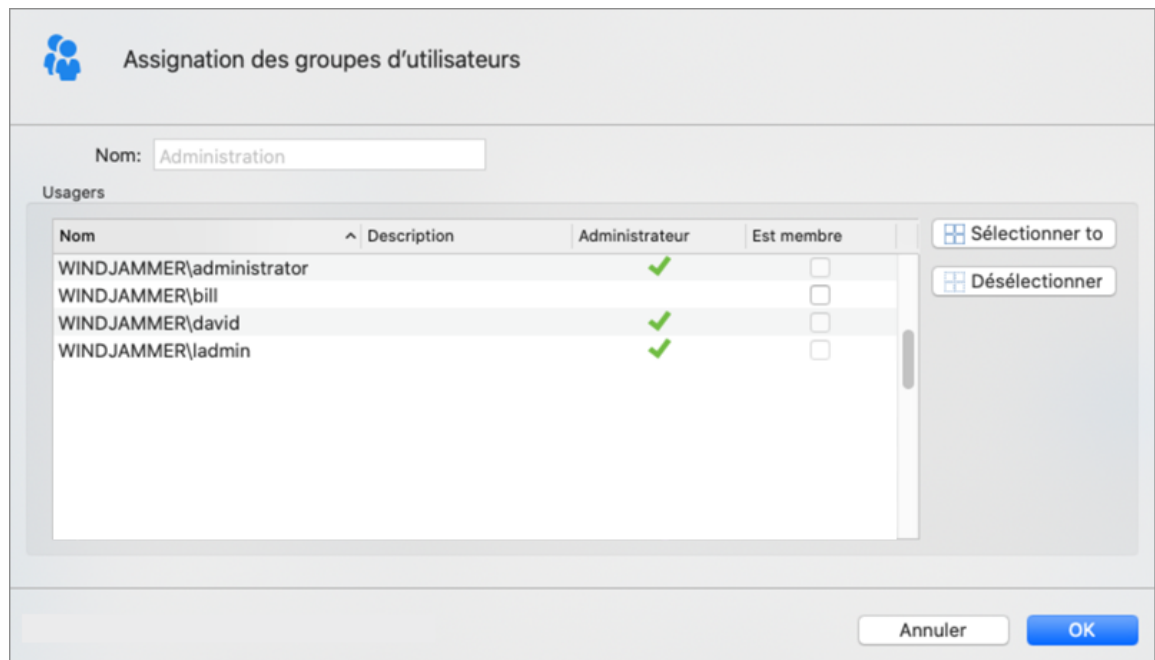 Assignation des groupes d'utilisateurs
Nom: Administration
Usagers
Nom Description Administrateur Est membre
WINDJAMMER\administrator
WINDJAMMER\bill
WINDJAMMER\david
WINDJAMMER\ladmin
Sélectionner to
Désélectionner
Annuler OK